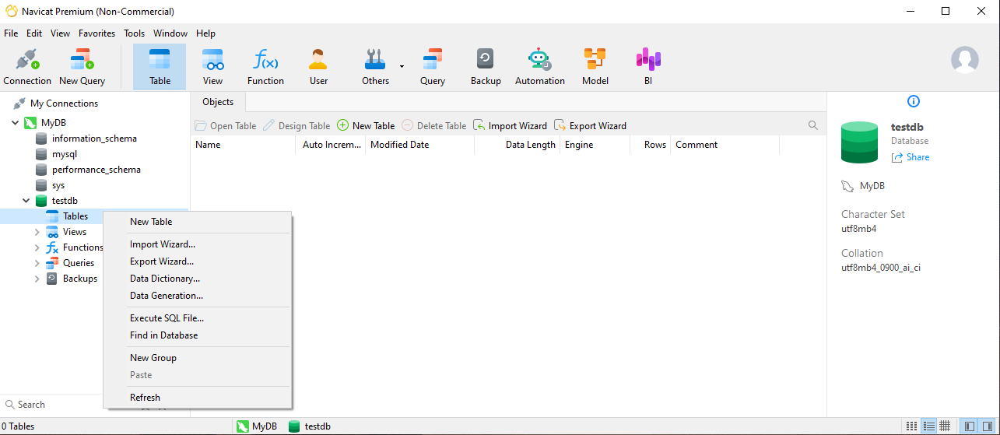 Navicat Premium (Non-Commercial)
File Edit View Favorites Tools Window Help
Connection New Query Table View Function User Others Query Backup Automation Model BI
My Connections
MyDB
information_schema
mysql
performance_schema
sys
testdb
Tables
Views
Functions
Queries
Backups
Search
New Table
Import Wizard...
Export Wizard...
Data Dictionary...
Data Generation...
Execute SQL File...
Find in Database
New Group
Paste
Refresh
Objects
Open Table Design Table New Table Delete Table Import Wizard Export Wizard
Name Auto Increm... Modified Date Data Length Engine Rows Comment
testdb
Database
Share
MyDB
Character Set
utf8mb4
Collation
utf8mb4_0900_ai_ci
0 Tables MyDB testdb